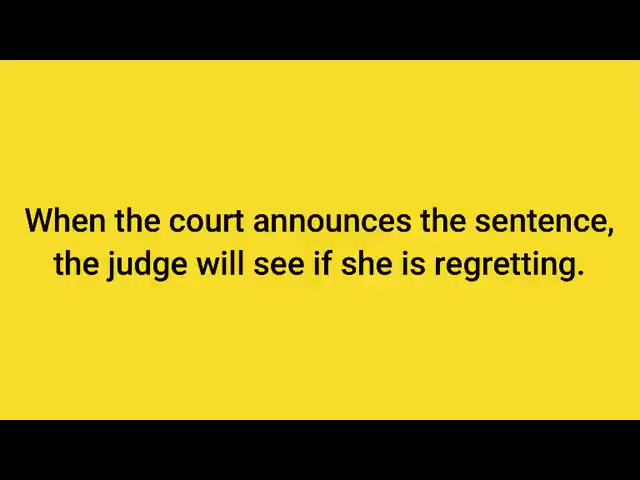 When the court announces the sentence,
the judge will see if she is regretting.